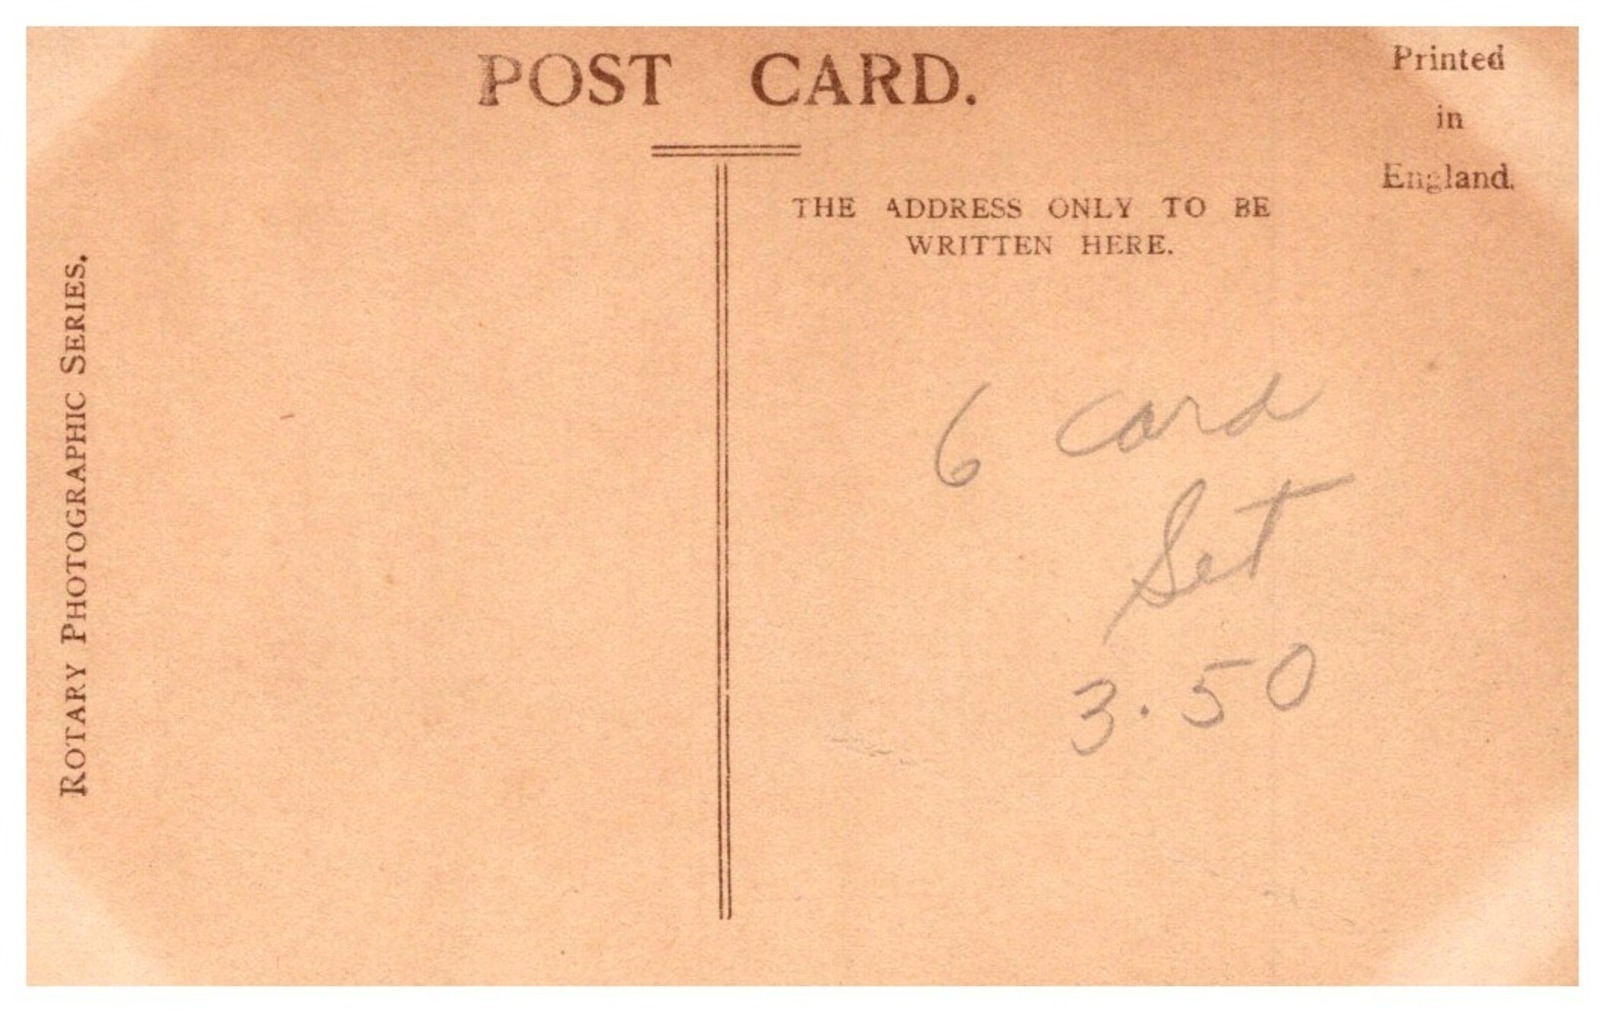 POST CARD.
Printed
in
England.
THE ADDRESS ONLY TO BE
WRITTEN HERE.
ROTARY PHOTOGRAPHIC SERIES.
6 card
Set
3.50